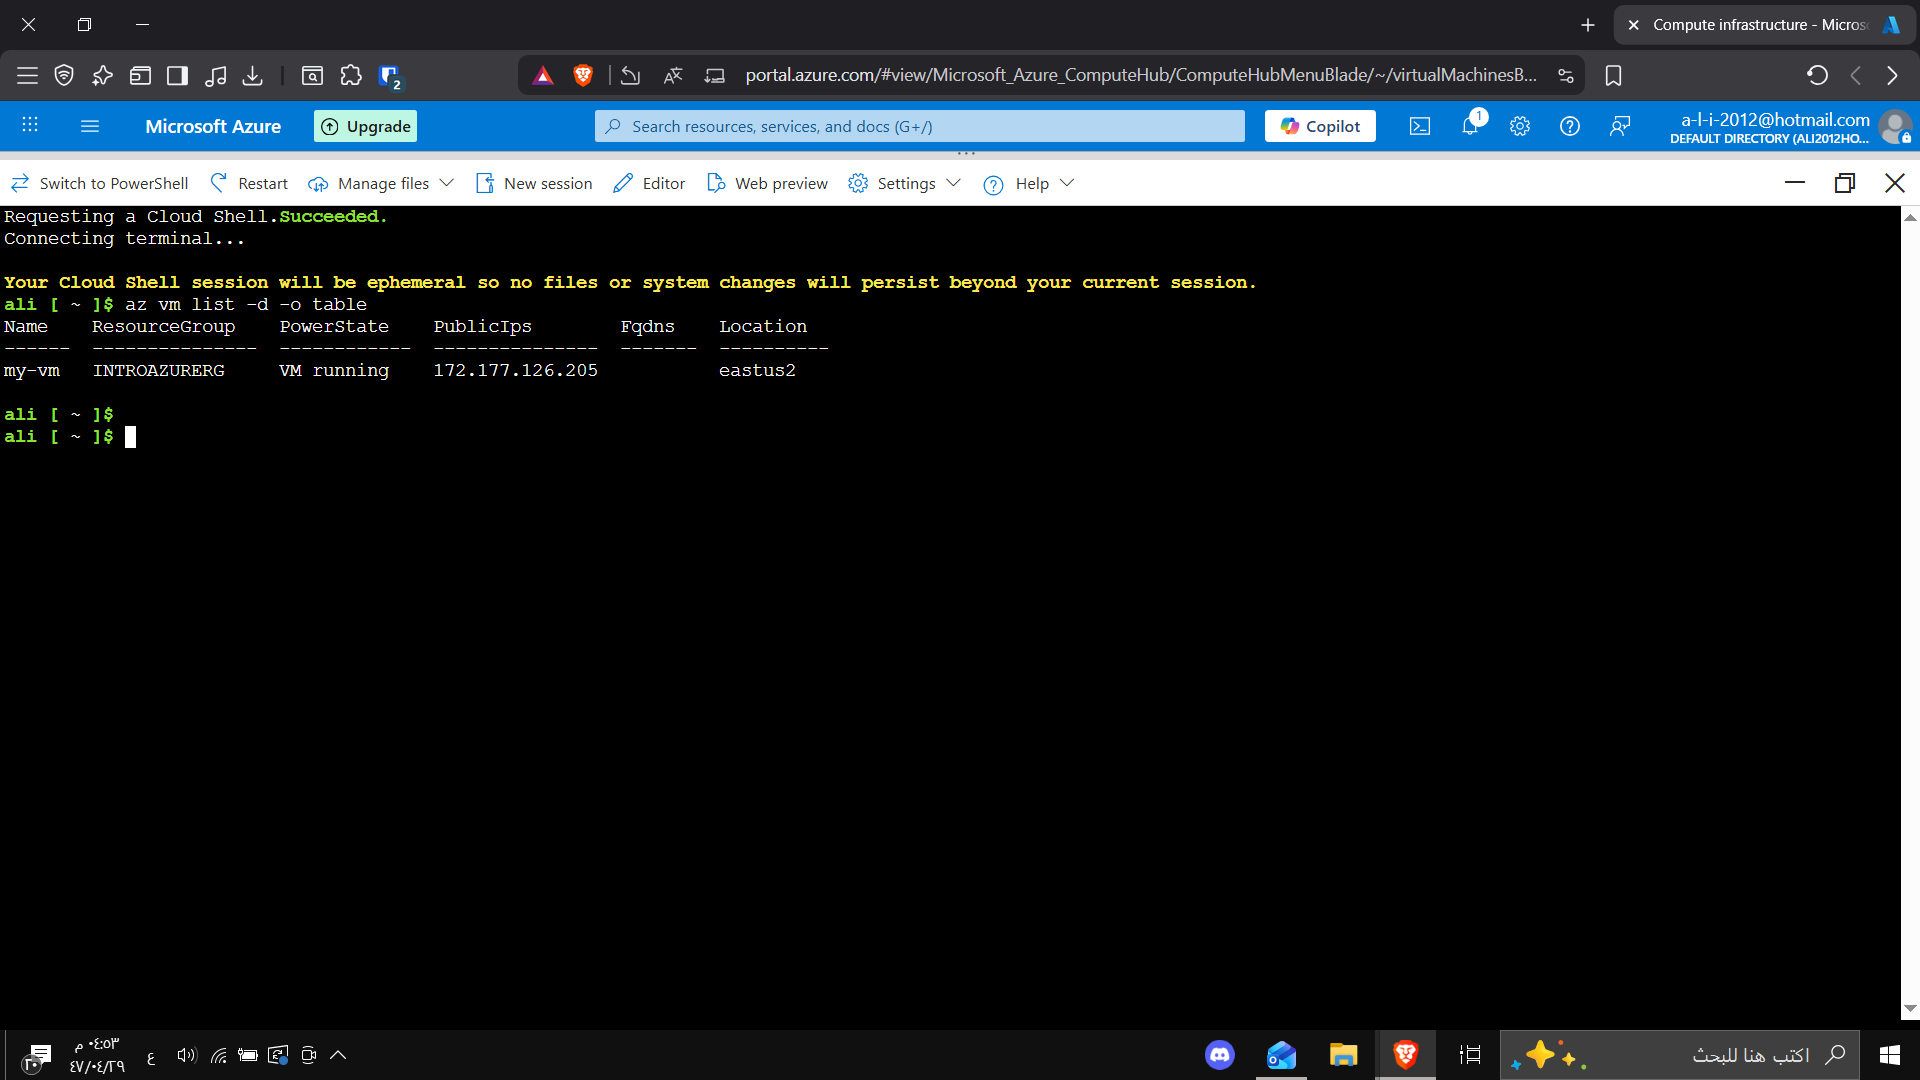 Compute infrastructure - Micros
2
portal.azure.com/#view/Microsoft_Azure_ComputeHub/ComputeHubMenuBlade/~/virtualMachinesB...
Microsoft Azure
Upgrade
Search resources, services, and docs (G+/)
Copilot
1
a-l-i-2012@hotmail.com
DEFAULT DIRECTORY (ALI2012HO...
Switch to PowerShell
Restart
Manage files
New session
Editor
Web preview
Settings
Help
Requesting a Cloud Shell.Succeeded.
Connecting terminal...
Your Cloud Shell session will be ephemeral so no files or system changes will persist beyond your current session.
ali [ ~ ]$ az vm list -d -o table
Name ResourceGroup PowerState PublicIps Fqdns Location
------ --------------- ------------ --------------- ------- ----------
my-vm INTROAZURERG VM running 172.177.126.205 eastus2
ali [ ~ ]$
ali [ ~ ]$
اكتب هنا للبحث
ع
٠٤:٥٣ م
٤٧/٠٤/٢٩
٢٠